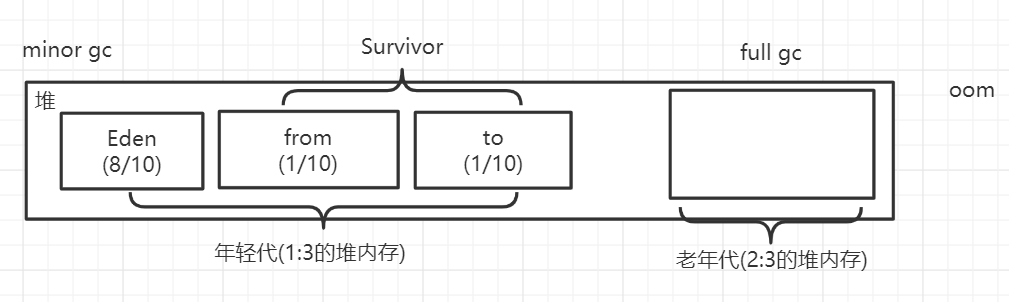 minor gc
Survivor
full gc
堆
oom
Eden
(8/10)
from
(1/10)
to
(1/10)
年轻代(1:3的堆内存)
老年代(2:3的堆内存)